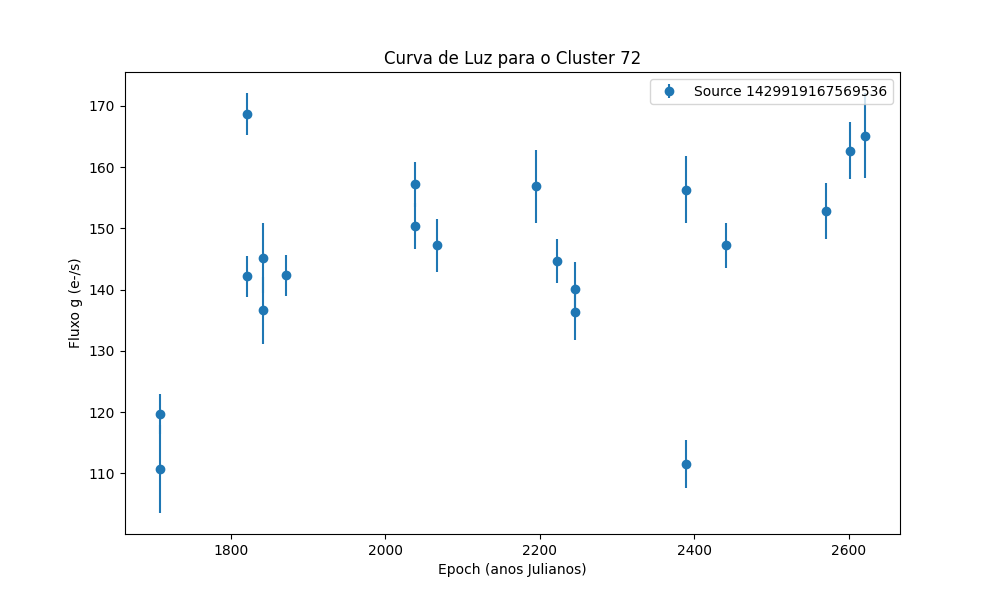 Curva de Luz para o Cluster 72
Source 1429919167569536
170
160
150
140
130
120
110
Fluxo g (e-/s)
1800 2000 2200 2400 2600
Epoch (anos Julianos)